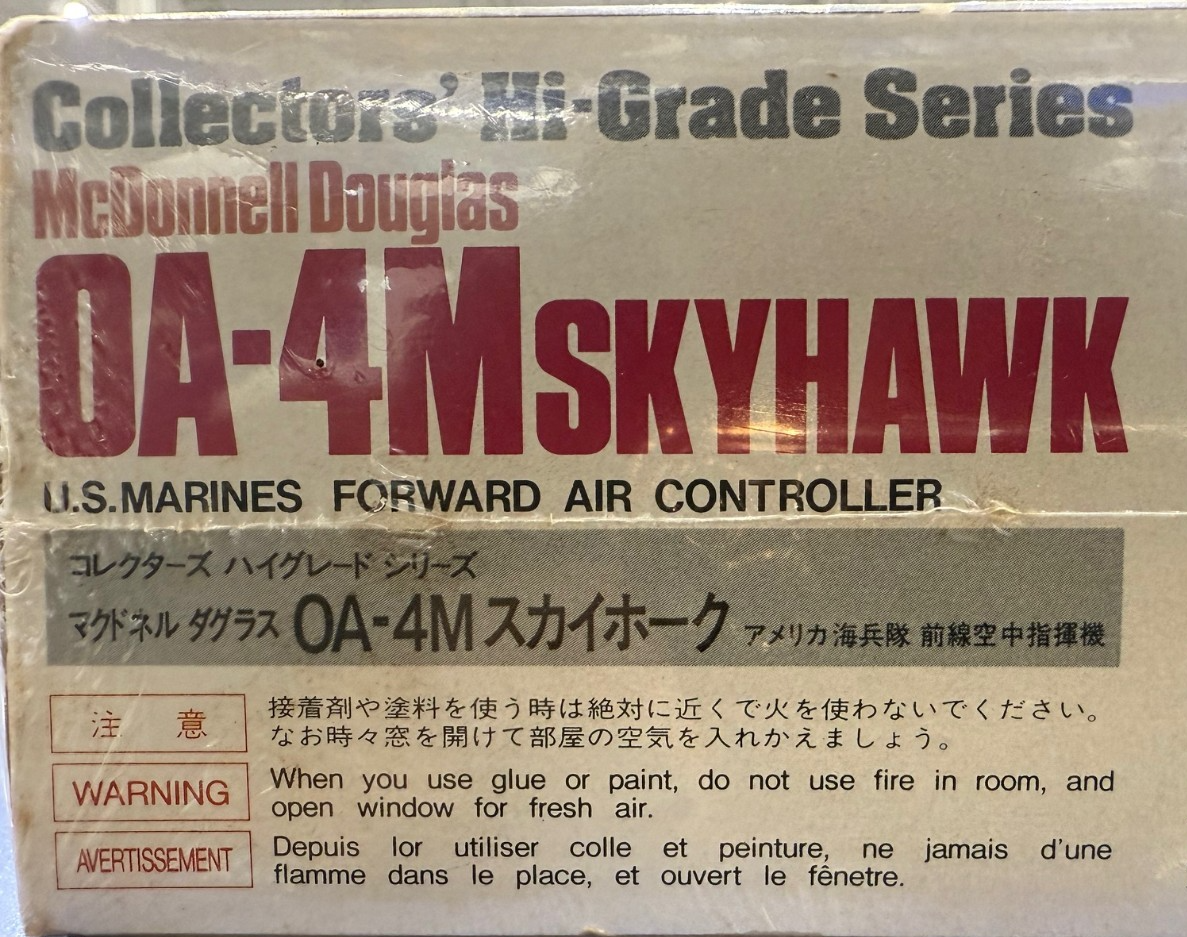 Collectors' Hi-Grade Series
McDonnell Douglas
OA-4M SKYHAWK
U.S.MARINES FORWARD AIR CONTROLLER
コレクターズ ハイグレード シリーズ
マクドネル ダグラス OA-4M スカイホーク アメリカ海兵隊 前線空中指揮機
注 意
接着剤や塗料を使う時は絶対に近くで火を使わないでください。
なお時々窓を開けて部屋の空気を入れかえましょう。
WARNING
When you use glue or paint, do not use fire in room, and
open window for fresh air.
AVERTISSEMENT
Depuis lor utiliser colle et peinture, ne jamais d'une
flamme dans le place, et ouvert le fênetre.